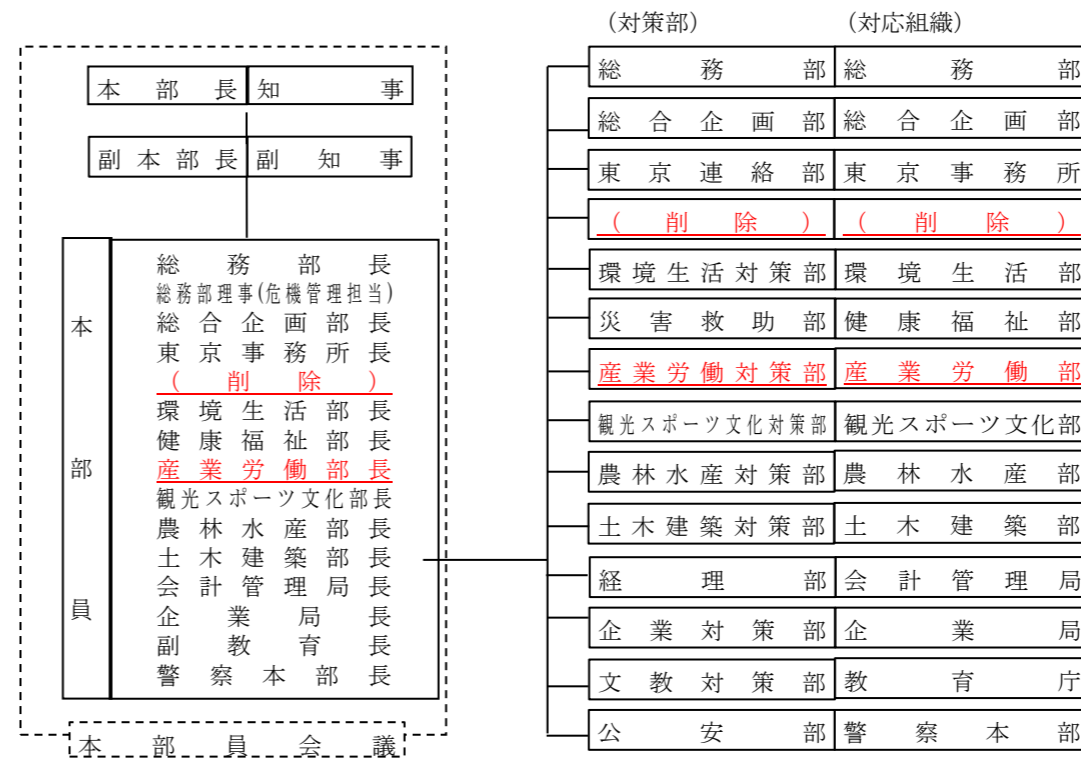 本部長 知事
副本部長 副知事
本部員
総務部長
総務部理事(危機管理担当)
総合企画部長
東京事務所長
(削除)
環境生活部長
健康福祉部長
産業労働部長
観光スポーツ文化部長
農林水産部長
土木建築部長
会計管理局長
企業局長
副教育長
警察本部長
本部員会議
(対策部) (対応組織)
総務部 総務部
総合企画部 総合企画部
東京連絡部 東京事務所
(削除) (削除)
環境生活対策部 環境生活部
災害救助部 健康福祉部
産業労働対策部 産業労働部
観光スポーツ文化対策部 観光スポーツ文化部
農林水産対策部 農林水産部
土木建築対策部 土木建築部
経理部 会計管理局
企業対策部 企業局
文教対策部 教育庁
公安部 警察本部